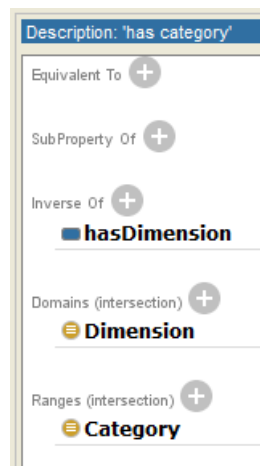 Description: 'has category'
Equivalent To
SubProperty Of
Inverse Of
hasDimension
Domains (intersection)
Dimension
Ranges (intersection)
Category